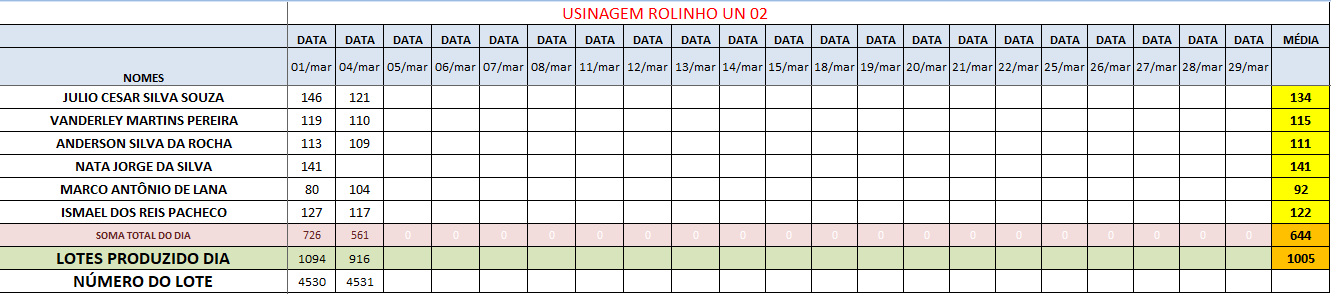 USINAGEM ROLINHO UN 02
DATA DATA DATA DATA DATA DATA DATA DATA DATA DATA DATA DATA DATA DATA DATA DATA DATA DATA DATA DATA DATA MÉDIA
NOMES 01/mar 04/mar 05/mar 06/mar 07/mar 08/mar 11/mar 12/mar 13/mar 14/mar 15/mar 18/mar 19/mar 20/mar 21/mar 22/mar 25/mar 26/mar 27/mar 28/mar 29/mar
JULIO CESAR SILVA SOUZA 146 121 134
VANDERLEY MARTINS PEREIRA 119 110 115
ANDERSON SILVA DA ROCHA 113 109 111
NATA JORGE DA SILVA 141 141
MARCO ANTÔNIO DE LANA 80 104 92
ISMAEL DOS REIS PACHECO 127 117 122
SOMA TOTAL DO DIA 726 561 0 0 0 0 0 0 0 0 0 0 0 0 0 0 0 0 0 0 0 644
LOTES PRODUZIDO DIA 1094 916 1005
NÚMERO DO LOTE 4530 4531